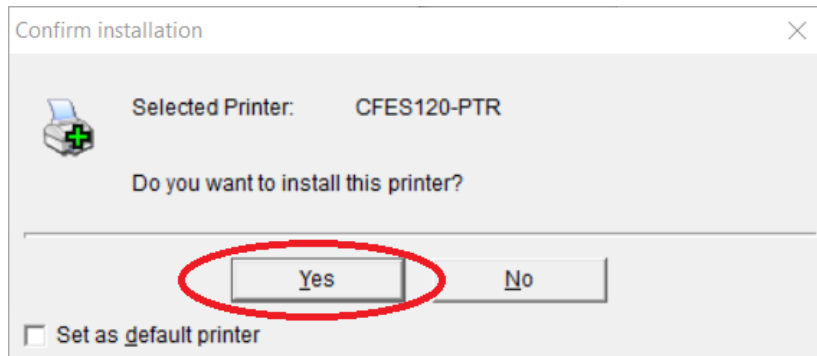 Confirm installation
Selected Printer: CFES120-PTR
Do you want to install this printer?
Yes No
Set as default printer